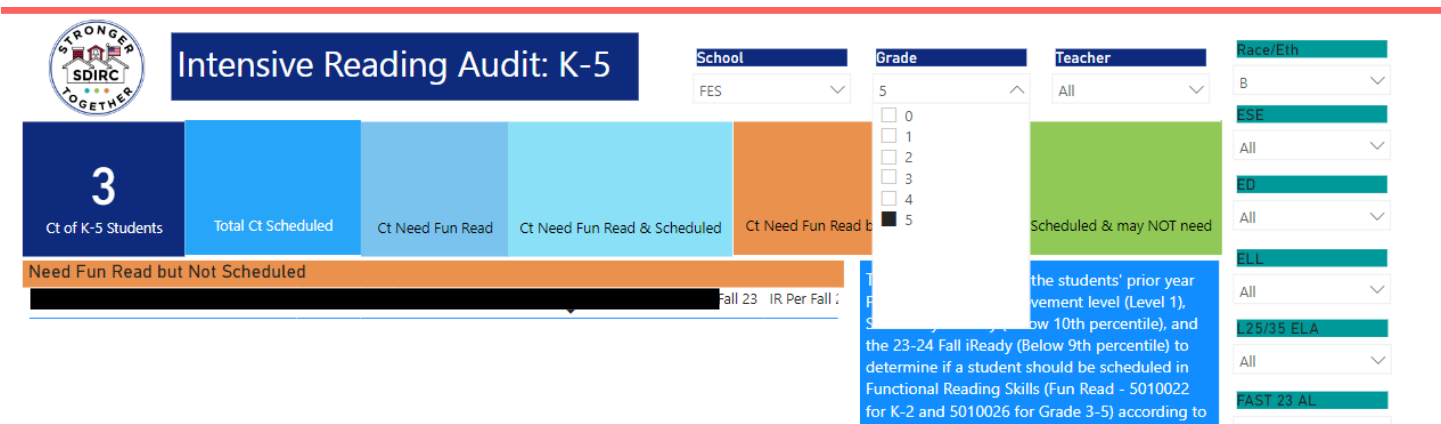 STRONGER
SDIRC
TOGETHER
Intensive Reading Audit: K-5
School
FES
Grade
5
0
1
2
3
4
5
Teacher
All
Race/Eth
B
ESE
All
ED
All
ELL
All
L25/35 ELA
All
FAST 23 AL
3
Ct of K-5 Students
Total Ct Scheduled
Ct Need Fun Read
Ct Need Fun Read & Scheduled
Ct Need Fun Read
Scheduled & may NOT need
Need Fun Read but Not Scheduled
Fall 23 IR Per Fall
the students' prior year
(Level 1),
10th percentile), and
the 23-24 Fall iReady (Below 9th percentile) to
determine if a student should be scheduled in
Functional Reading Skills (Fun Read - 5010022
for K-2 and 5010026 for Grade 3-5) according to